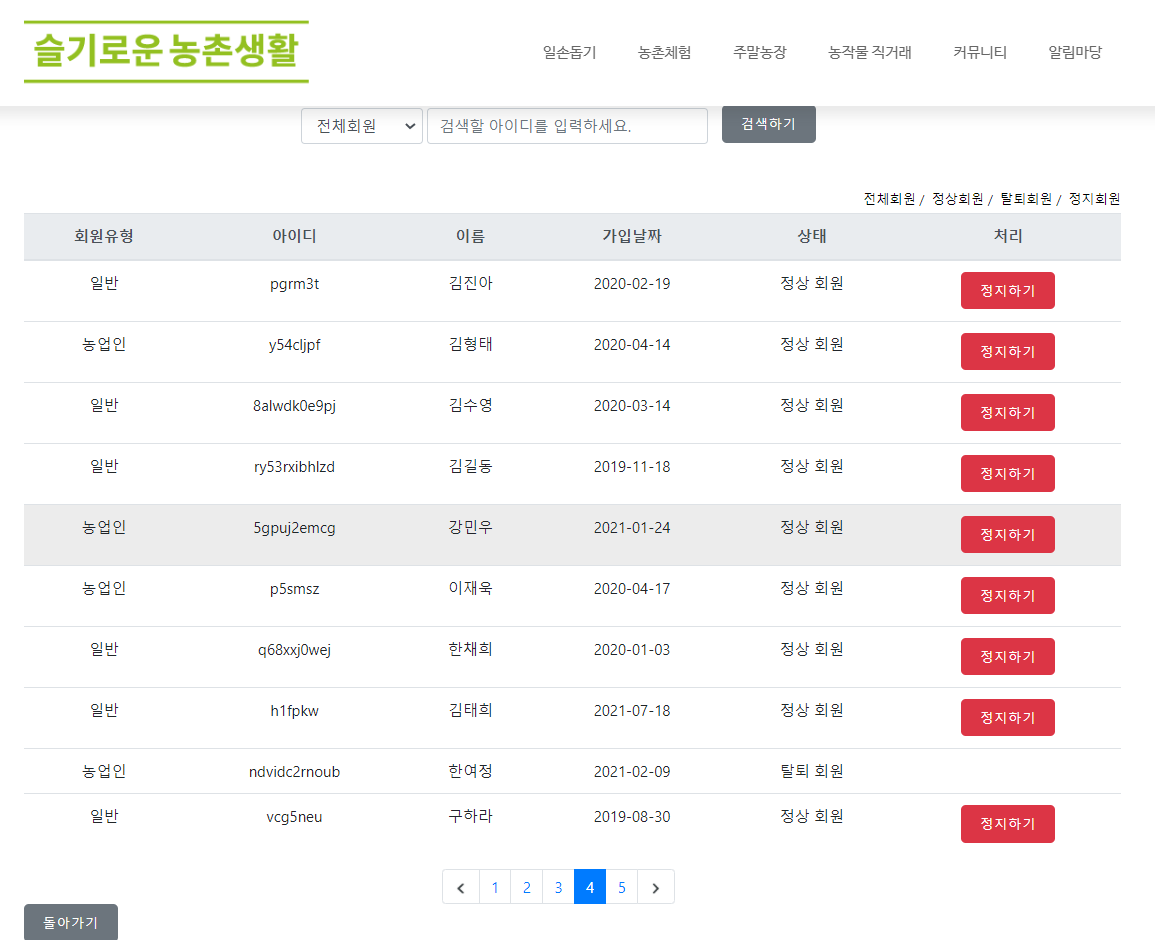 슬기로운 농촌생활
일손돕기 농촌체험 주말농장 농작물 직거래 커뮤니티 알림마당
전체회원 검색할 아이디를 입력하세요. 검색하기
전체회원 / 정상회원 / 탈퇴회원 / 정지회원
회원유형 아이디 이름 가입날짜 상태 처리
일반 pgrm3t 김진아 2020-02-19 정상 회원 정지하기
농업인 y54cljpf 김형태 2020-04-14 정상 회원 정지하기
일반 8alwdk0e9pj 김수영 2020-03-14 정상 회원 정지하기
일반 ry53rxibhlzd 김길동 2019-11-18 정상 회원 정지하기
농업인 5gpuj2emcg 강민우 2021-01-24 정상 회원 정지하기
농업인 p5smsz 이재욱 2020-04-17 정상 회원 정지하기
일반 q68xxj0wej 한채희 2020-01-03 정상 회원 정지하기
일반 h1fpkw 김태희 2021-07-18 정상 회원 정지하기
농업인 ndvidc2rnoub 한여정 2021-02-09 탈퇴 회원
일반 vcg5neu 구하라 2019-08-30 정상 회원 정지하기
1 2 3 4 5
돌아가기